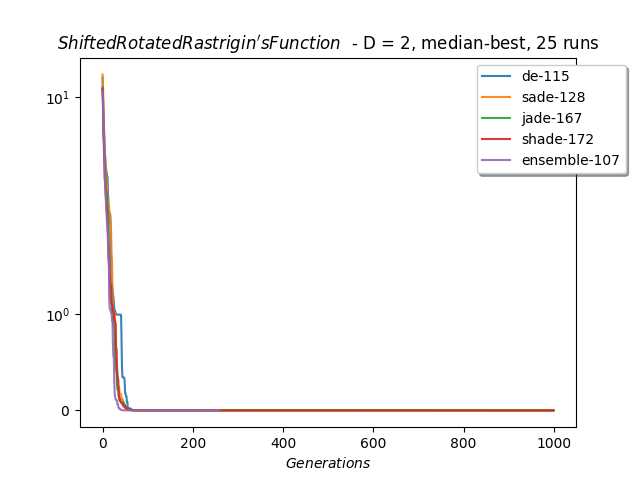 ShiftedRotatedRastrigin'sFunction - D = 2, median-best, 25 runs
de-115
sade-128
jade-167
shade-172
ensemble-107
10¹
10⁰
0
0 200 400 600 800 1000
Generations